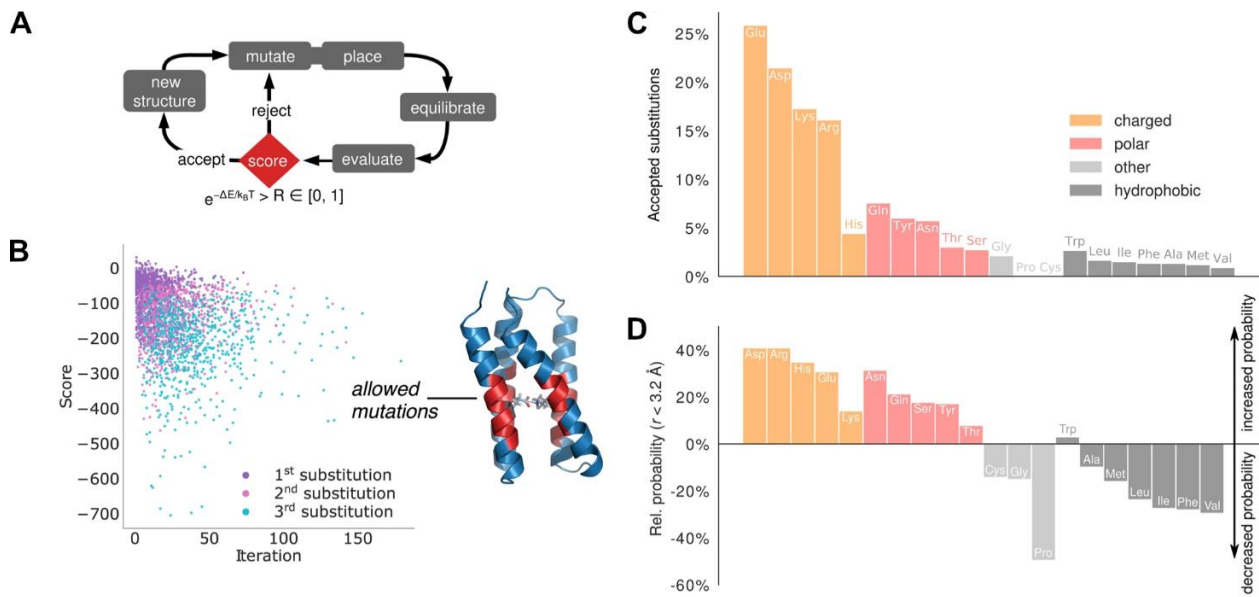 A
mutate
place
new
structure
reject
equilibrate
accept
score
evaluate
e−ΔE/kBT > R ∈ [0, 1]
B
0
−100
−200
−300
−400
−500
−600
−700
Score
0
50
100
150
Iteration
1st substitution
2nd substitution
3rd substitution
allowed
mutations
C
25%
20%
15%
10%
5%
0%
Accepted substitutions
Glu
Asp
Lys
Arg
His
Gln
Tyr
Asn
Thr
Ser
Gly
Pro
Cys
Trp
Leu
Ile
Phe
Ala
Met
Val
charged
polar
other
hydrophobic
D
40%
20%
0%
-20%
-40%
-60%
Rel. probability (r < 3.2 Å)
Asp
Arg
His
Glu
Lys
Asn
Gln
Ser
Tyr
Thr
Cys
Gly
Pro
Trp
Ala
Met
Leu
Ile
Phe
Val
increased probability
decreased probability